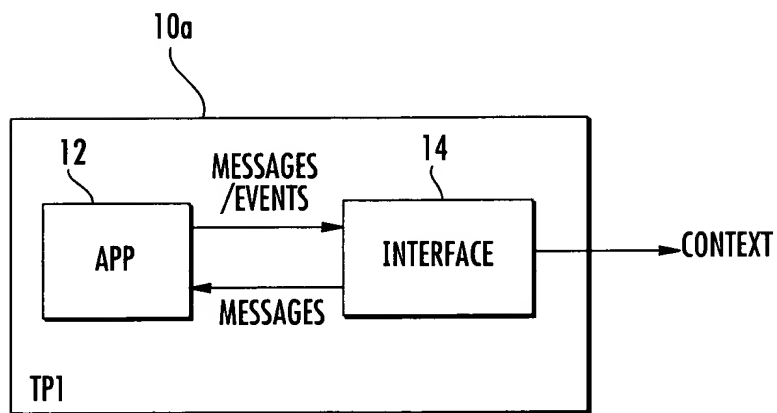 10a
12
MESSAGES
/EVENTS
14
APP
INTERFACE
CONTEXT
MESSAGES
TP1